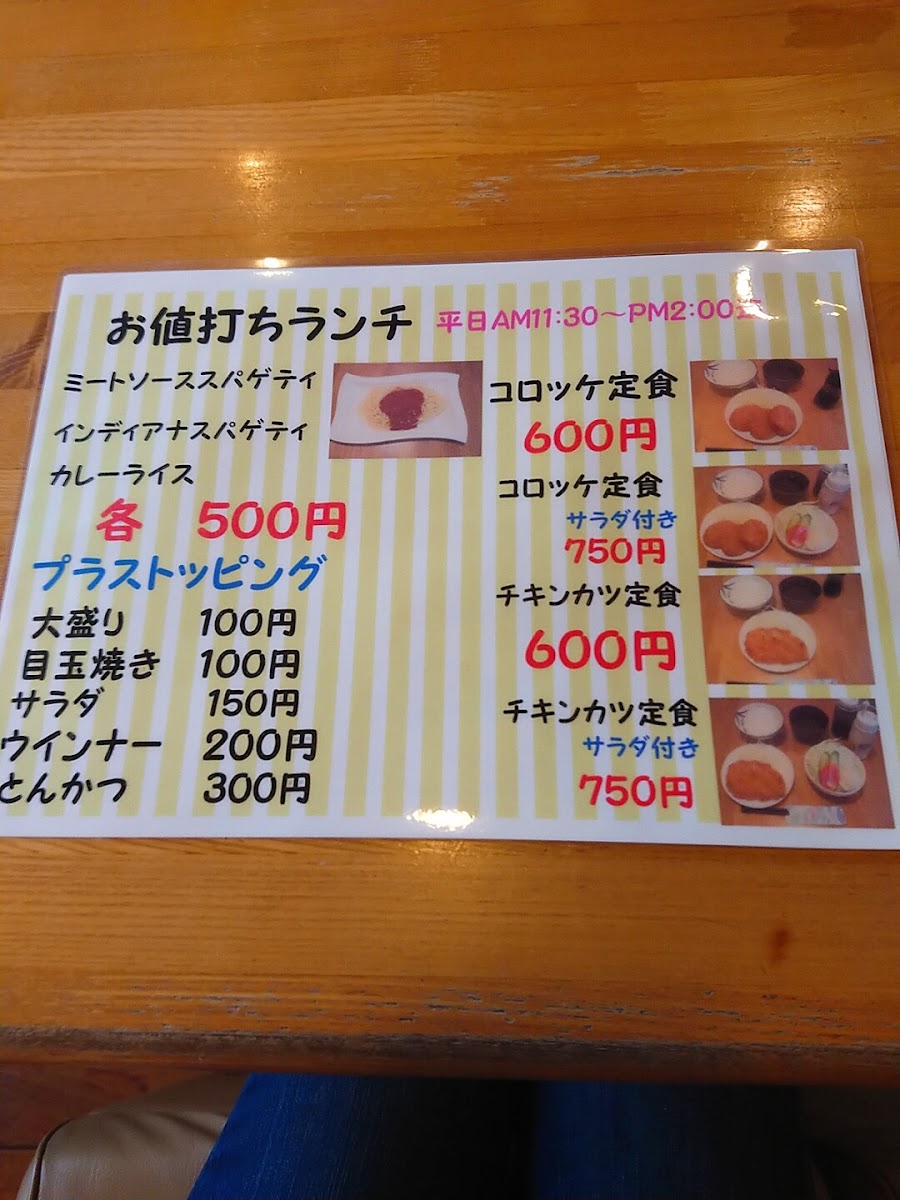 お値打ちランチ 平日AM11:30～PM2:00迄
ミートソーススパゲティ
インディアナスパゲティ
カレーライス
各 500円
プラストッピング
大盛り 100円
目玉焼き 100円
サラダ 150円
ウインナー 200円
とんかつ 300円
コロッケ定食
600円
コロッケ定食
サラダ付き
750円
チキンカツ定食
600円
チキンカツ定食
サラダ付き
750円